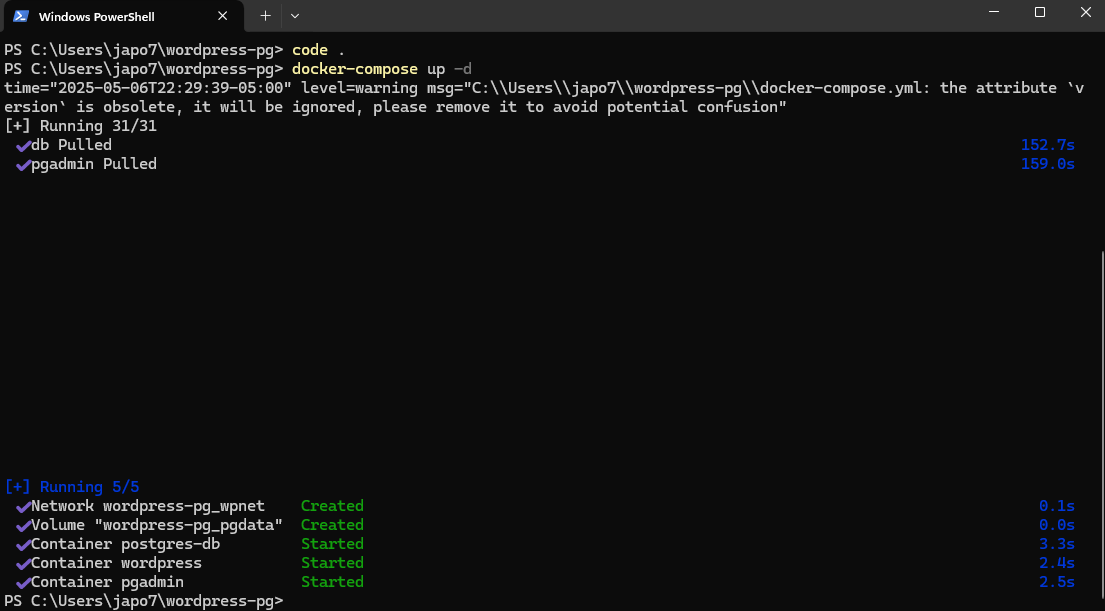 Windows PowerShell
PS C:\Users\japo7\wordpress-pg> code .
PS C:\Users\japo7\wordpress-pg> docker-compose up -d
time="2025-05-06T22:29:39-05:00" level=warning msg="C:\\Users\\japo7\\wordpress-pg\\docker-compose.yml: the attribute `v
ersion` is obsolete, it will be ignored, please remove it to avoid potential confusion"
[+] Running 31/31
✔db Pulled 152.7s
✔pgadmin Pulled 159.0s
[+] Running 5/5
✔Network wordpress-pg_wpnet Created 0.1s
✔Volume "wordpress-pg_pgdata" Created 0.0s
✔Container postgres-db Started 3.3s
✔Container wordpress Started 2.4s
✔Container pgadmin Started 2.5s
PS C:\Users\japo7\wordpress-pg>